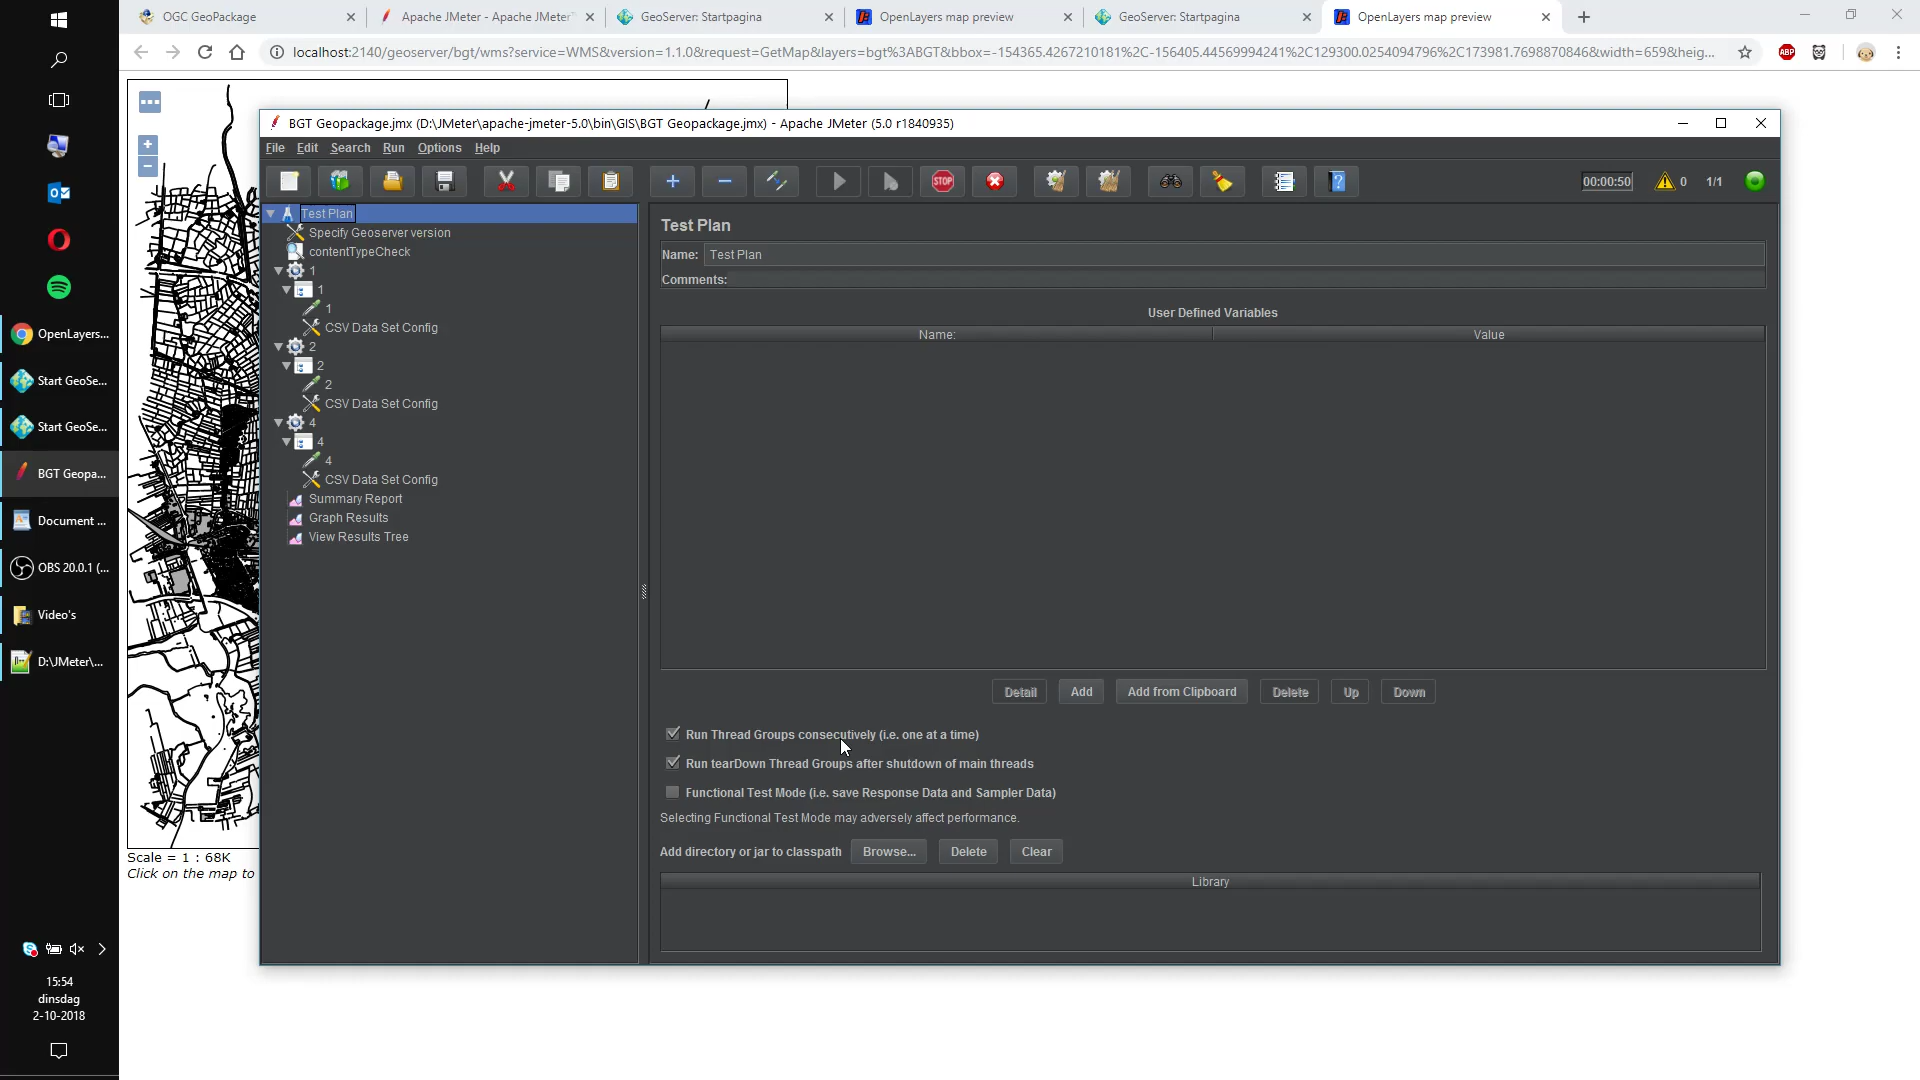 OGC GeoPackage
Apache JMeter - Apache JMeter™
GeoServer: Startpagina
OpenLayers map preview
GeoServer: Startpagina
OpenLayers map preview
localhost:2140/geoserver/bgt/wms?service=WMS&version=1.1.0&request=GetMap&layers=bgt%3ABGT&bbox=-154365.4267210181%2C-156405.44569994241%2C129300.0254094796%2C173981.7698870846&width=659&heig...
ABP
BGT Geopackage.jmx (D:\JMeter\apache-jmeter-5.0\bin\GIS\BGT Geopackage.jmx) - Apache JMeter (5.0 r1840935)
File Edit Search Run Options Help
STOP
00:00:50 0 1/1
Test Plan
Specify Geoserver version
contentTypeCheck
1
1
1
CSV Data Set Config
2
2
2
CSV Data Set Config
4
4
4
CSV Data Set Config
Summary Report
Graph Results
View Results Tree
Test Plan
Name: Test Plan
Comments:
User Defined Variables
Name: Value
Detail Add Add from Clipboard Delete Up Down
Run Thread Groups consecutively (i.e. one at a time)
Run tearDown Thread Groups after shutdown of main threads
Functional Test Mode (i.e. save Response Data and Sampler Data)
Selecting Functional Test Mode may adversely affect performance.
Add directory or jar to classpath Browse... Delete Clear
Library
Scale = 1 : 68K
Click on the map to
OpenLayers...
Start GeoSe...
Start GeoSe...
BGT Geopa...
Document ...
OBS 20.0.1 (...
Video's
D:\JMeter\...
15:54
dinsdag
2-10-2018